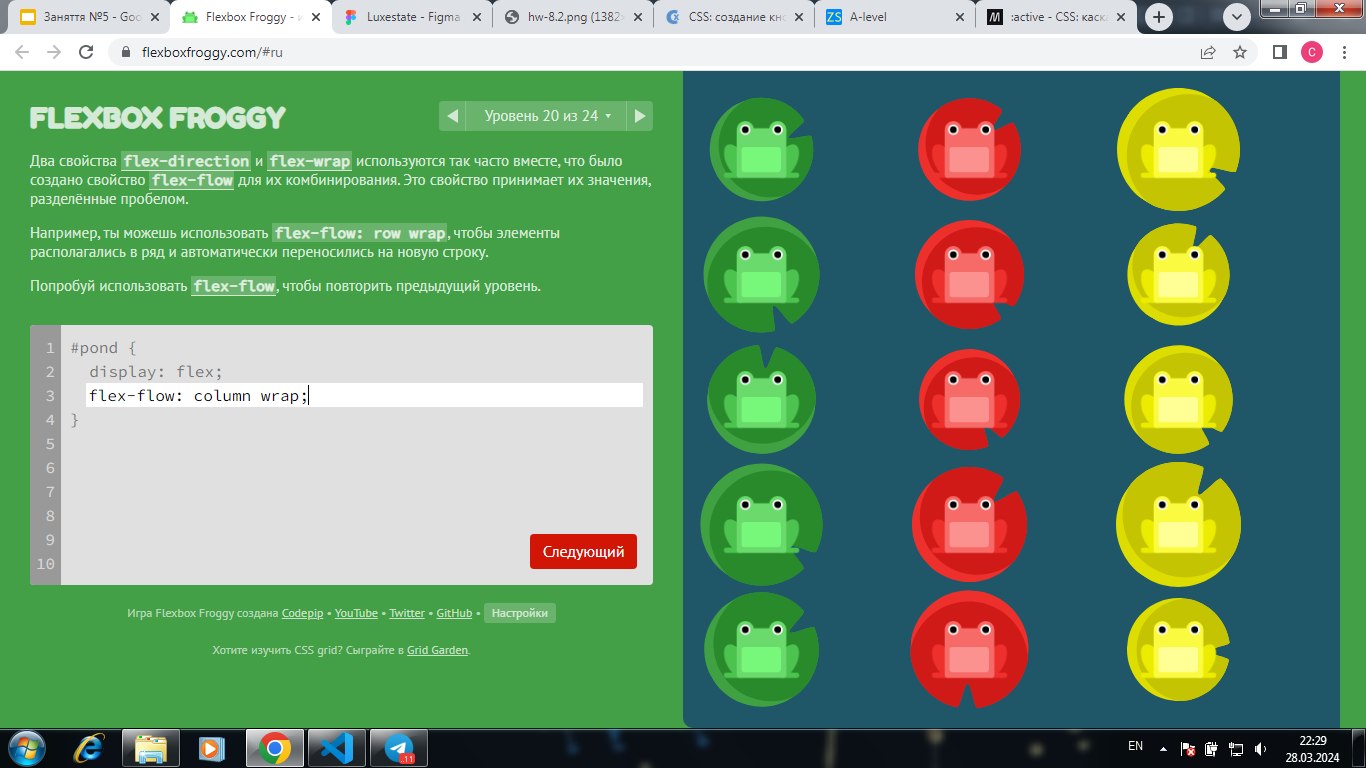 Заняття №5 - Goo
Flexbox Froggy - и
Luxestate - Figma
hw-8.2.png (1382×
CSS: создание кно
ZS
A-level
M
:active - CSS: каска
flexboxfroggy.com/#ru
C
FLEXBOX FROGGY
Уровень 20 из 24
Два свойства flex-direction и flex-wrap используются так часто вместе, что было
создано свойство flex-flow для их комбинирования. Это свойство принимает их значения,
разделённые пробелом.
Например, ты можешь использовать flex-flow: row wrap, чтобы элементы
располагались в ряд и автоматически переносились на новую строку.
Попробуй использовать flex-flow, чтобы повторить предыдущий уровень.
1 #pond {
2 display: flex;
3 flex-flow: column wrap;
4 }
5
6
7
8
9
10
Следующий
Игра Flexbox Froggy создана Codepip • YouTube • Twitter • GitHub • Настройки
Хотите изучить CSS grid? Сыграйте в Grid Garden.
11
EN
22:29
28.03.2024